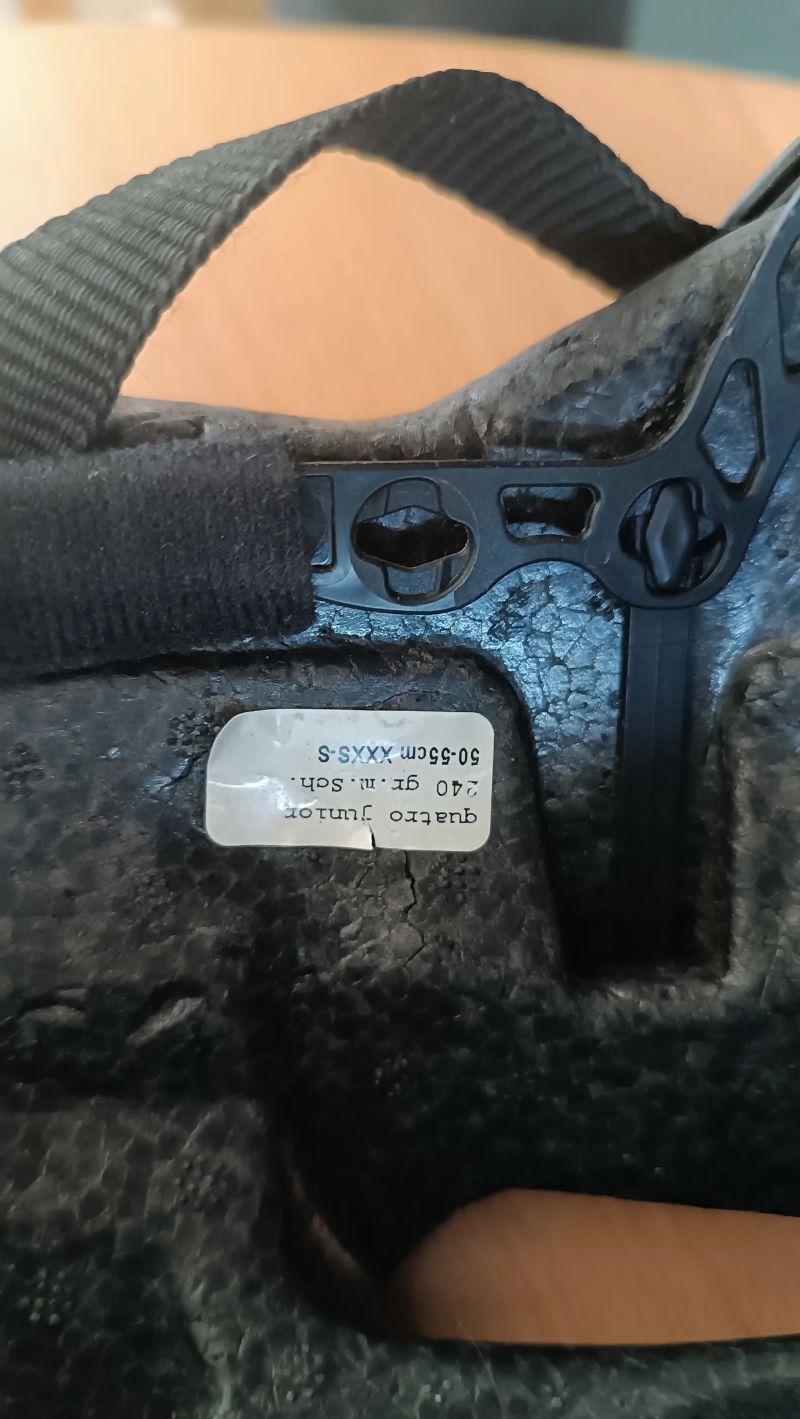 quatro junior
240 gr.m.Sch.
50-55cm XXXS-S